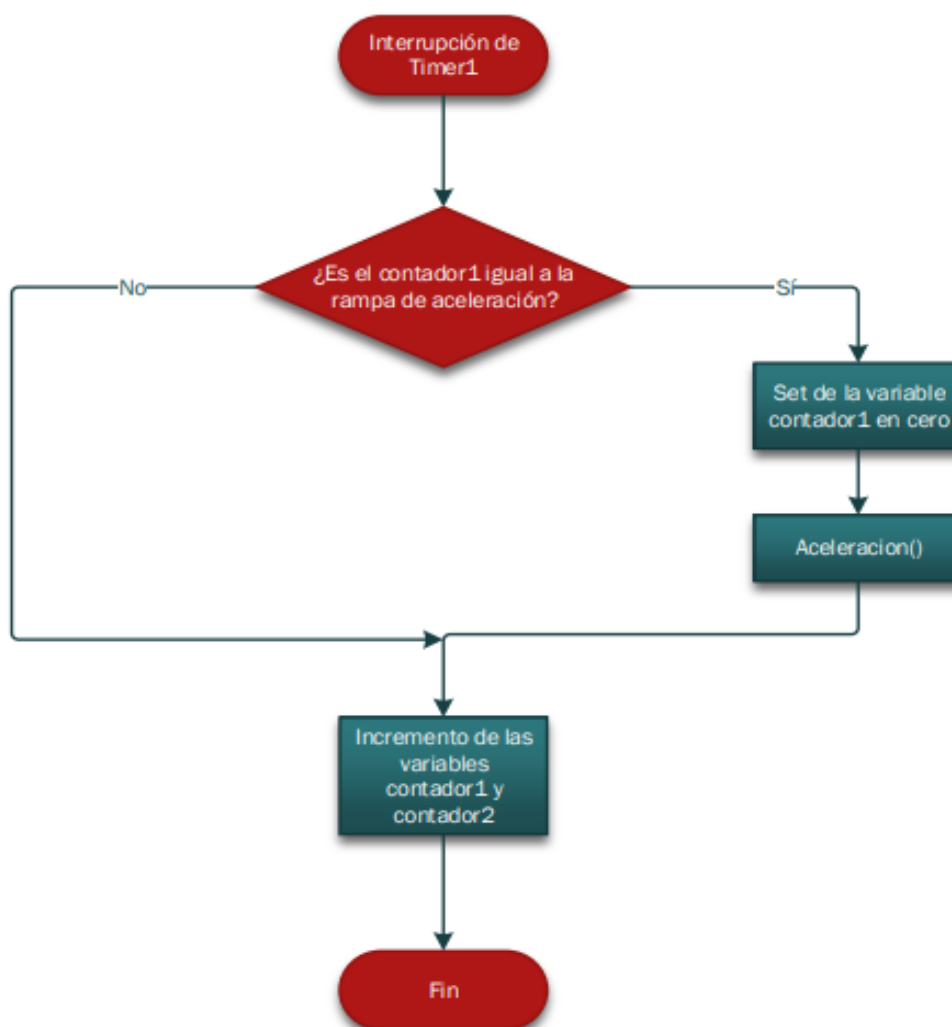 Interrupción de
Timer1
¿Es el contador1 igual a la
rampa de aceleración?
No
Sí
Set de la variable
contador1 en cero
Aceleracion()
Incremento de las
variables
contador1 y
contador2
Fin